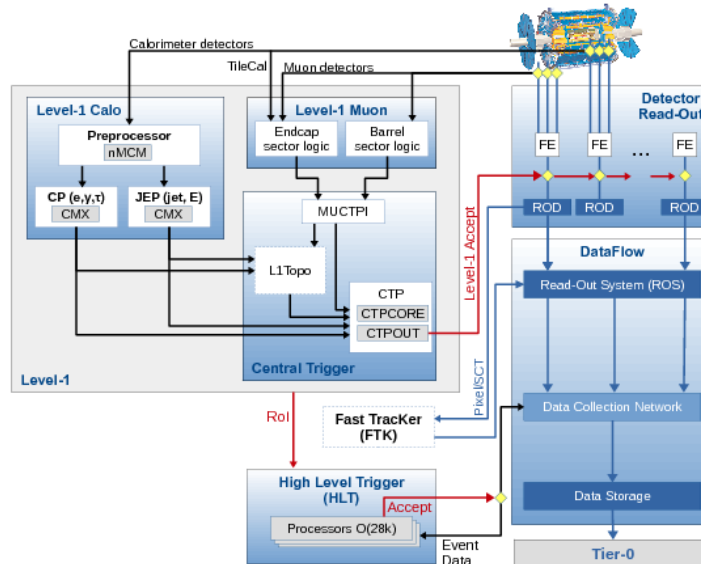 Calorimeter detectors
TileCal
Muon detectors
Level-1 Calo
Preprocessor
nMCM
CP (e,γ,τ)
CMX
JEP (jet, E)
CMX
Level-1 Muon
Endcap
sector logic
Barrel
sector logic
MUCTPI
L1Topo
CTP
CTPCORE
CTPOUT
Central Trigger
Level-1
Level-1 Accept
Detector
Read-Out
FE
FE
...
FE
ROD
ROD
ROD
DataFlow
Read-Out System (ROS)
Data Collection Network
Data Storage
Tier-0
Pixel/SCT
RoI
Fast TracKer
(FTK)
High Level Trigger
(HLT)
Accept
Processors O(28k)
Event
Data